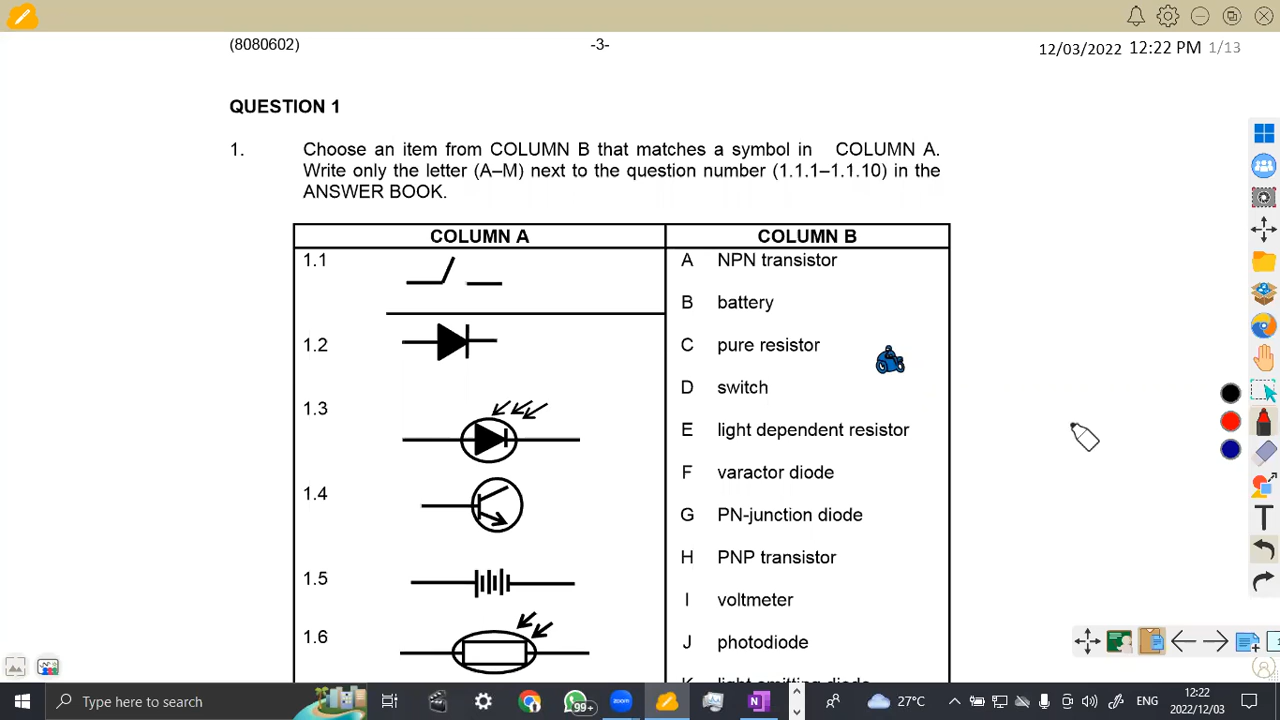 (8080602)
-3-
12/03/2022 12:22 PM 1/13
QUESTION 1
1. Choose an item from COLUMN B that matches a symbol in COLUMN A.
Write only the letter (A–M) next to the question number (1.1.1–1.1.10) in the
ANSWER BOOK.
COLUMN A COLUMN B
1.1
1.2
1.3
1.4
1.5
1.6
A NPN transistor
B battery
C pure resistor
D switch
E light dependent resistor
F varactor diode
G PN-junction diode
H PNP transistor
I voltmeter
J photodiode
K light emitting diode
T
1
Type here to search
99+
27°C
ENG
12:22
2022/12/03